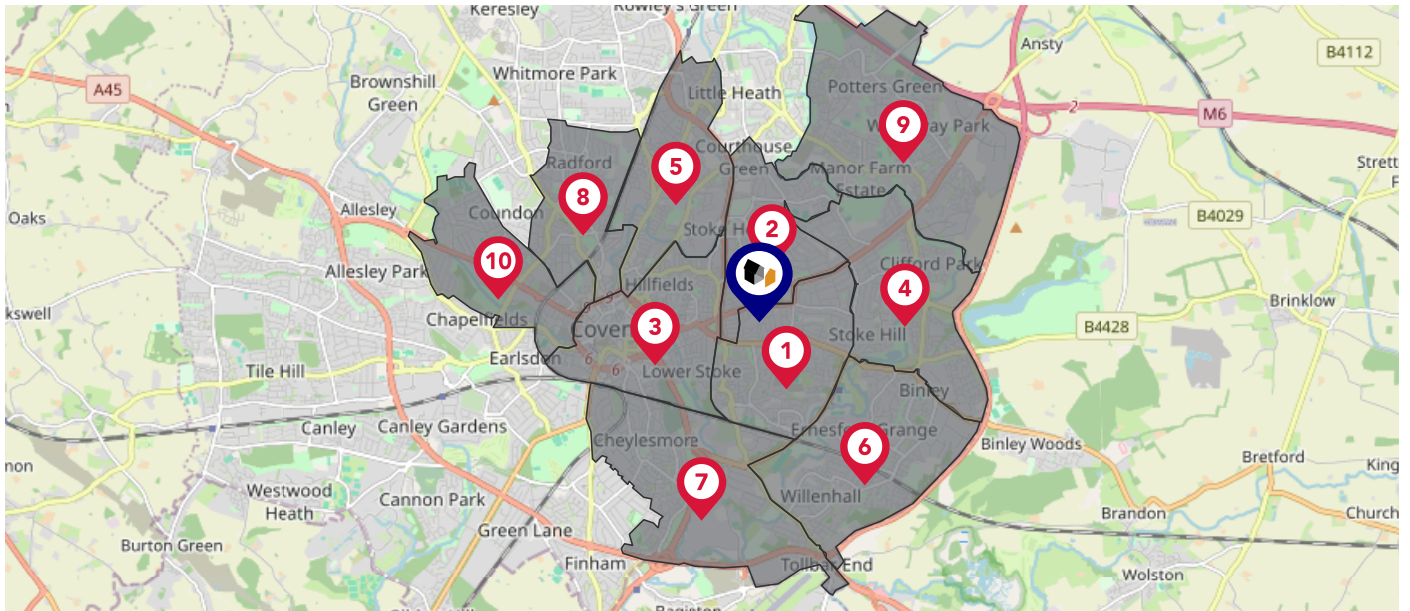 Keresley
Rowley's Green
Ansty
B4112
Whitmore Park
Brownshill
Green
A45
Little Heath
Potters Green
2
M6
9
Courthouse
Green
Radford
5
Manor Farm
Estate
8
Oaks
Allesley
Coundon
B4029
2
10
Allesley Park
Clifford Park
Hillfields
4
Brinklow
Chapelfields
3
B4428
Stoke Hill
1
Earlsdon
6
6
Lower Stoke
Tile Hill
Binley
Canley
Canley Gardens
Cheylesmore
6
Binley Woods
Bretford
7
Westwood
Heath
Cannon Park
Willenhall
Brandon
Green Lane
Burton Green
Finham
Tollbar End
Wolston